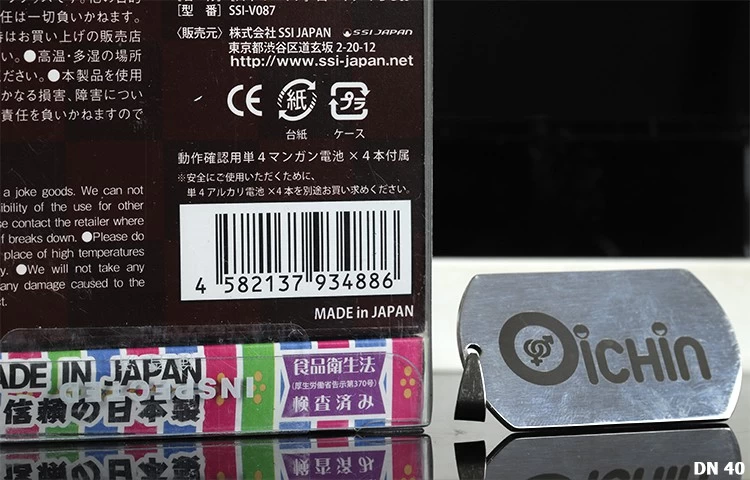 任は一切負いかねます。
はお買い上げの販売店
い。●高温・多湿の場所
ださい。●本製品を使用
かなる損害、障害につい
責任を負いかねますので
[型 番] SSI-V087
〈販売元〉 株式会社 SSI JAPAN SSI JAPAN
東京都渋谷区道玄坂 2-20-12
http://www.ssi-japan.net
CE 紙 プラ
台紙 ケース
動作確認用単4マンガン電池×4本付属
※安全にご使用いただくために、
単4アルカリ電池×4本を別途お買い求めください。
a joke goods. We can not
ibility of the use for other
se contact the retailer where
f breaks down. ●Please do
place of high temperatures
y. ●We will not take any
any damage caused to the
ct.
4 582137 934886
MADE in JAPAN
ADE IN JAPAN
INSPECTED
信機の日本製
食品衛生法
(厚生労働省告示第370号)
検査済み
Oichin
DN 40